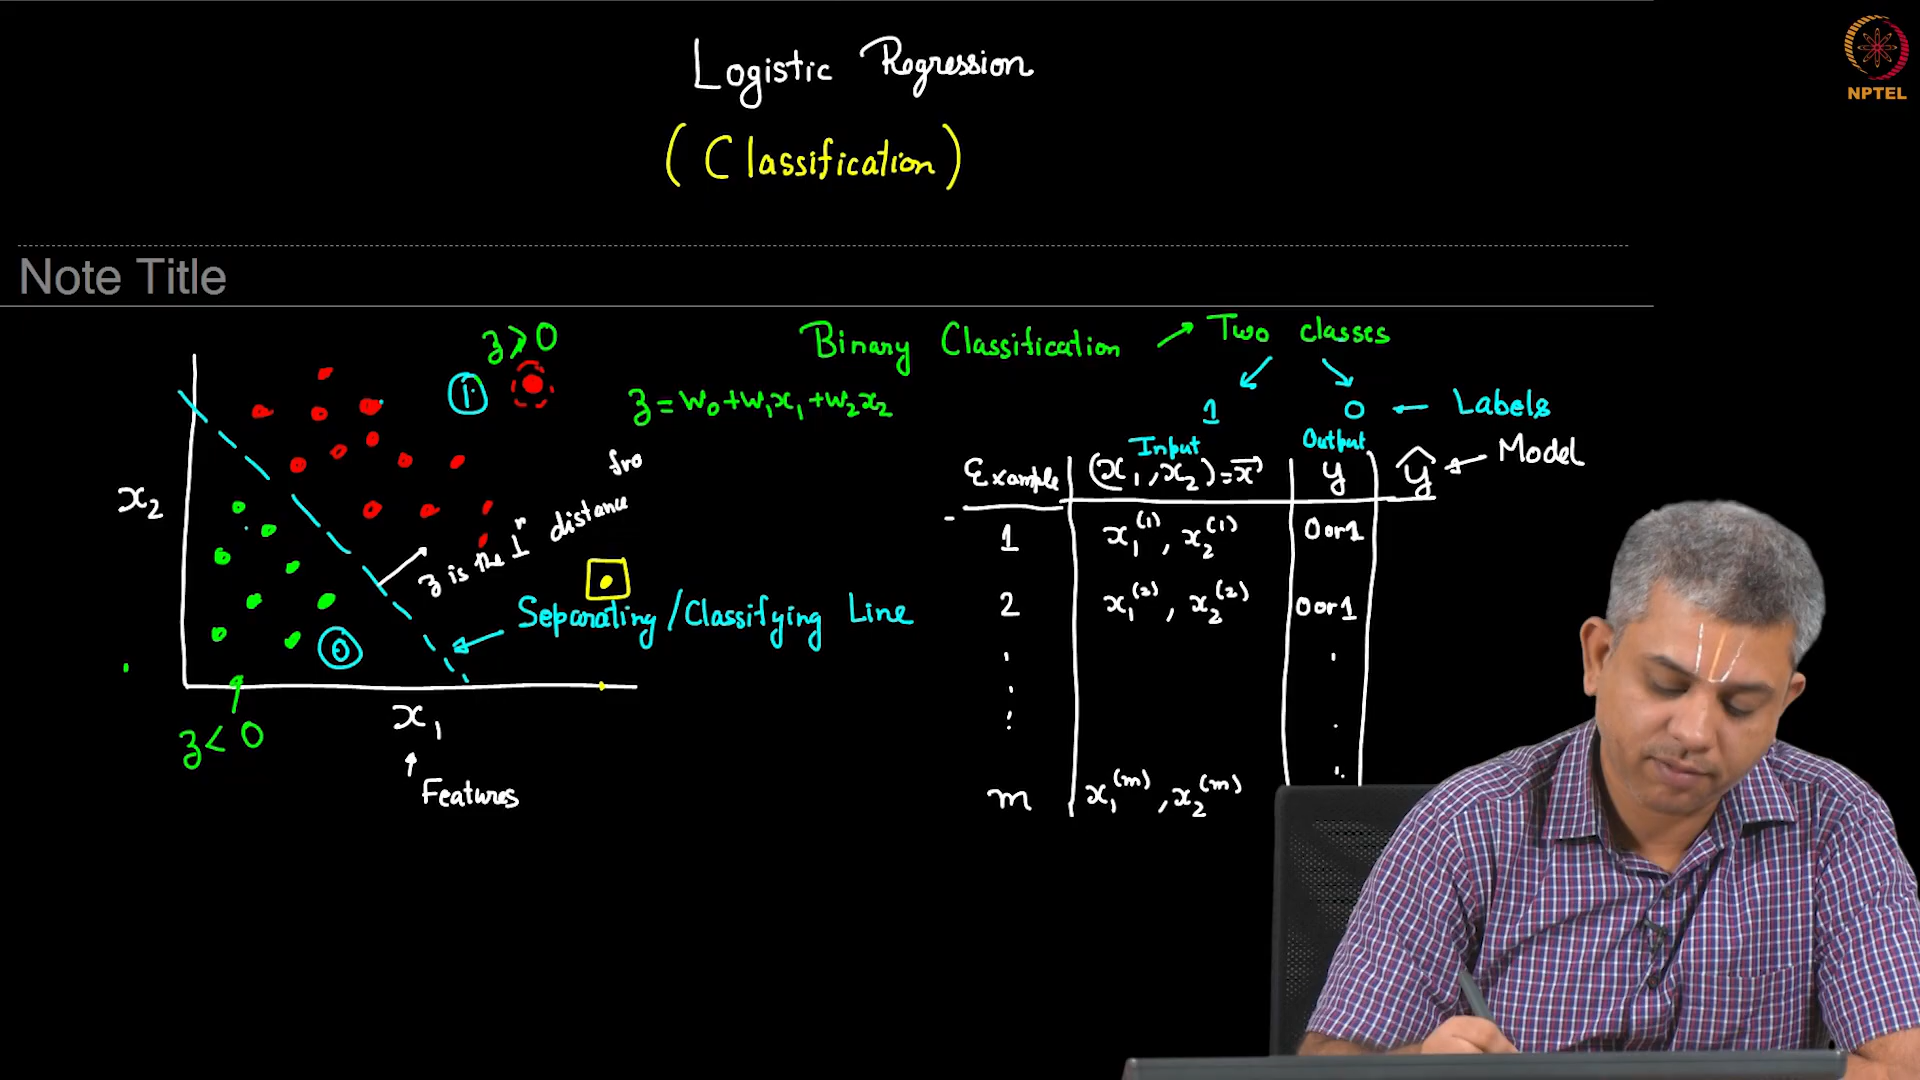 Logistic Regression
(Classification)
NPTEL
Note Title
Binary Classification → Two classes
z > 0
1
z = w₀+w₁x₁+w₂x₂
1 0 ← Labels
Input Output
Example (x₁, x₂) = x⃗ y ŷ ← Model
1 x₁⁽¹⁾, x₂⁽¹⁾ 0 or 1
2 x₁⁽²⁾, x₂⁽²⁾ 0 or 1
m x₁⁽ᵐ⁾, x₂⁽ᵐ⁾
x₂
z is the ⊥ʳ distance fro
Separating/Classifying Line
0
x₁
z < 0
Features